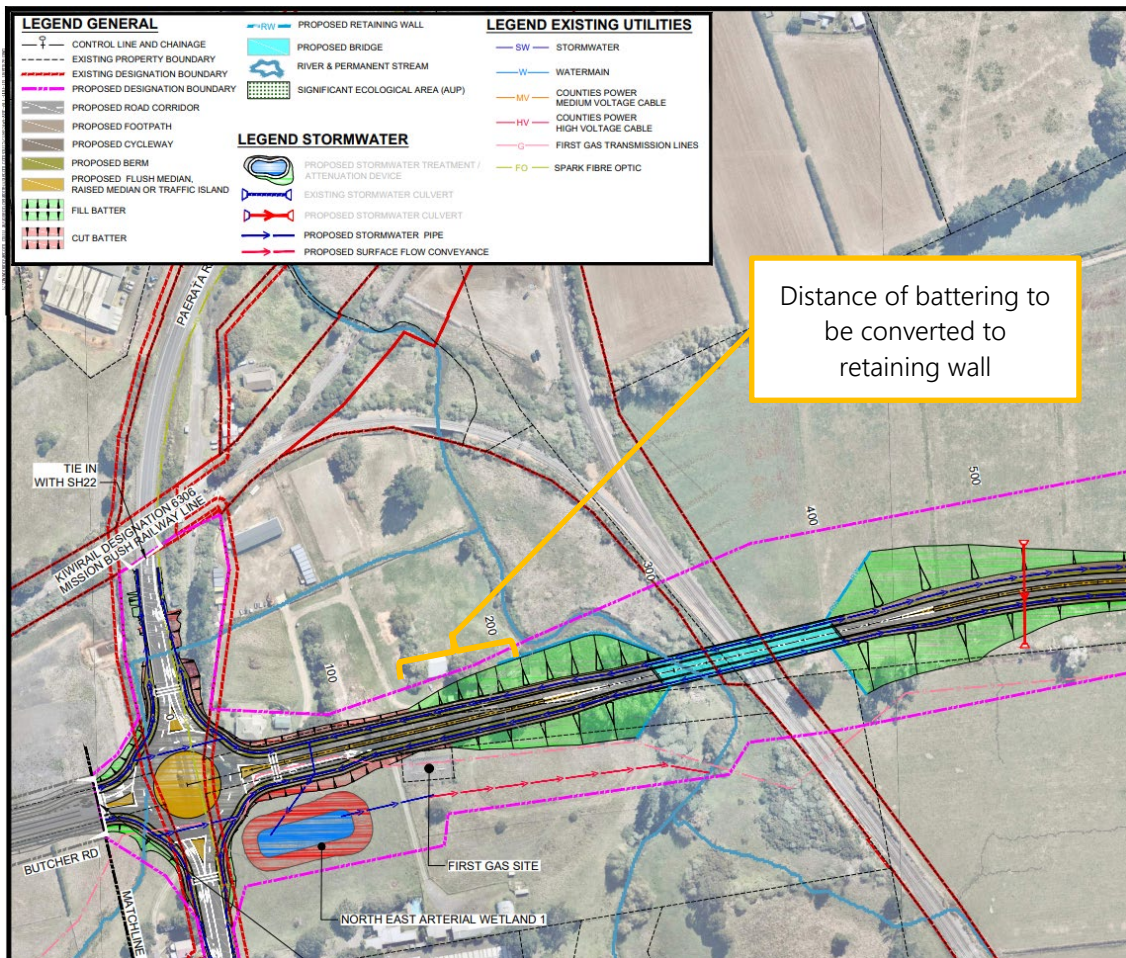 LEGEND GENERAL
CONTROL LINE AND CHAINAGE
EXISTING PROPERTY BOUNDARY
EXISTING DESIGNATION BOUNDARY
PROPOSED DESIGNATION BOUNDARY
PROPOSED ROAD CORRIDOR
PROPOSED FOOTPATH
PROPOSED CYCLEWAY
PROPOSED BERM
PROPOSED FLUSH MEDIAN,
RAISED MEDIAN OR TRAFFIC ISLAND
FILL BATTER
CUT BATTER
RW PROPOSED RETAINING WALL
PROPOSED BRIDGE
RIVER & PERMANENT STREAM
SIGNIFICANT ECOLOGICAL AREA (AUP)
LEGEND STORMWATER
PROPOSED STORMWATER TREATMENT /
ATTENUATION DEVICE
EXISTING STORMWATER CULVERT
PROPOSED STORMWATER CULVERT
PROPOSED STORMWATER PIPE
PROPOSED SURFACE FLOW CONVEYANCE
LEGEND EXISTING UTILITIES
SW STORMWATER
W WATERMAIN
MV COUNTIES POWER
MEDIUM VOLTAGE CABLE
HV COUNTIES POWER
HIGH VOLTAGE CABLE
G FIRST GAS TRANSMISSION LINES
FO SPARK FIBRE OPTIC
Distance of battering to
be converted to
retaining wall
PAERATA R
TIE IN
WITH SH22
KIWIRAIL DESIGNATION 6306
MISSION BUSH RAILWAY LINE
0
100
200
300
400
500
BUTCHER RD
MATCHLINE
FIRST GAS SITE
NORTH EAST ARTERIAL WETLAND 1